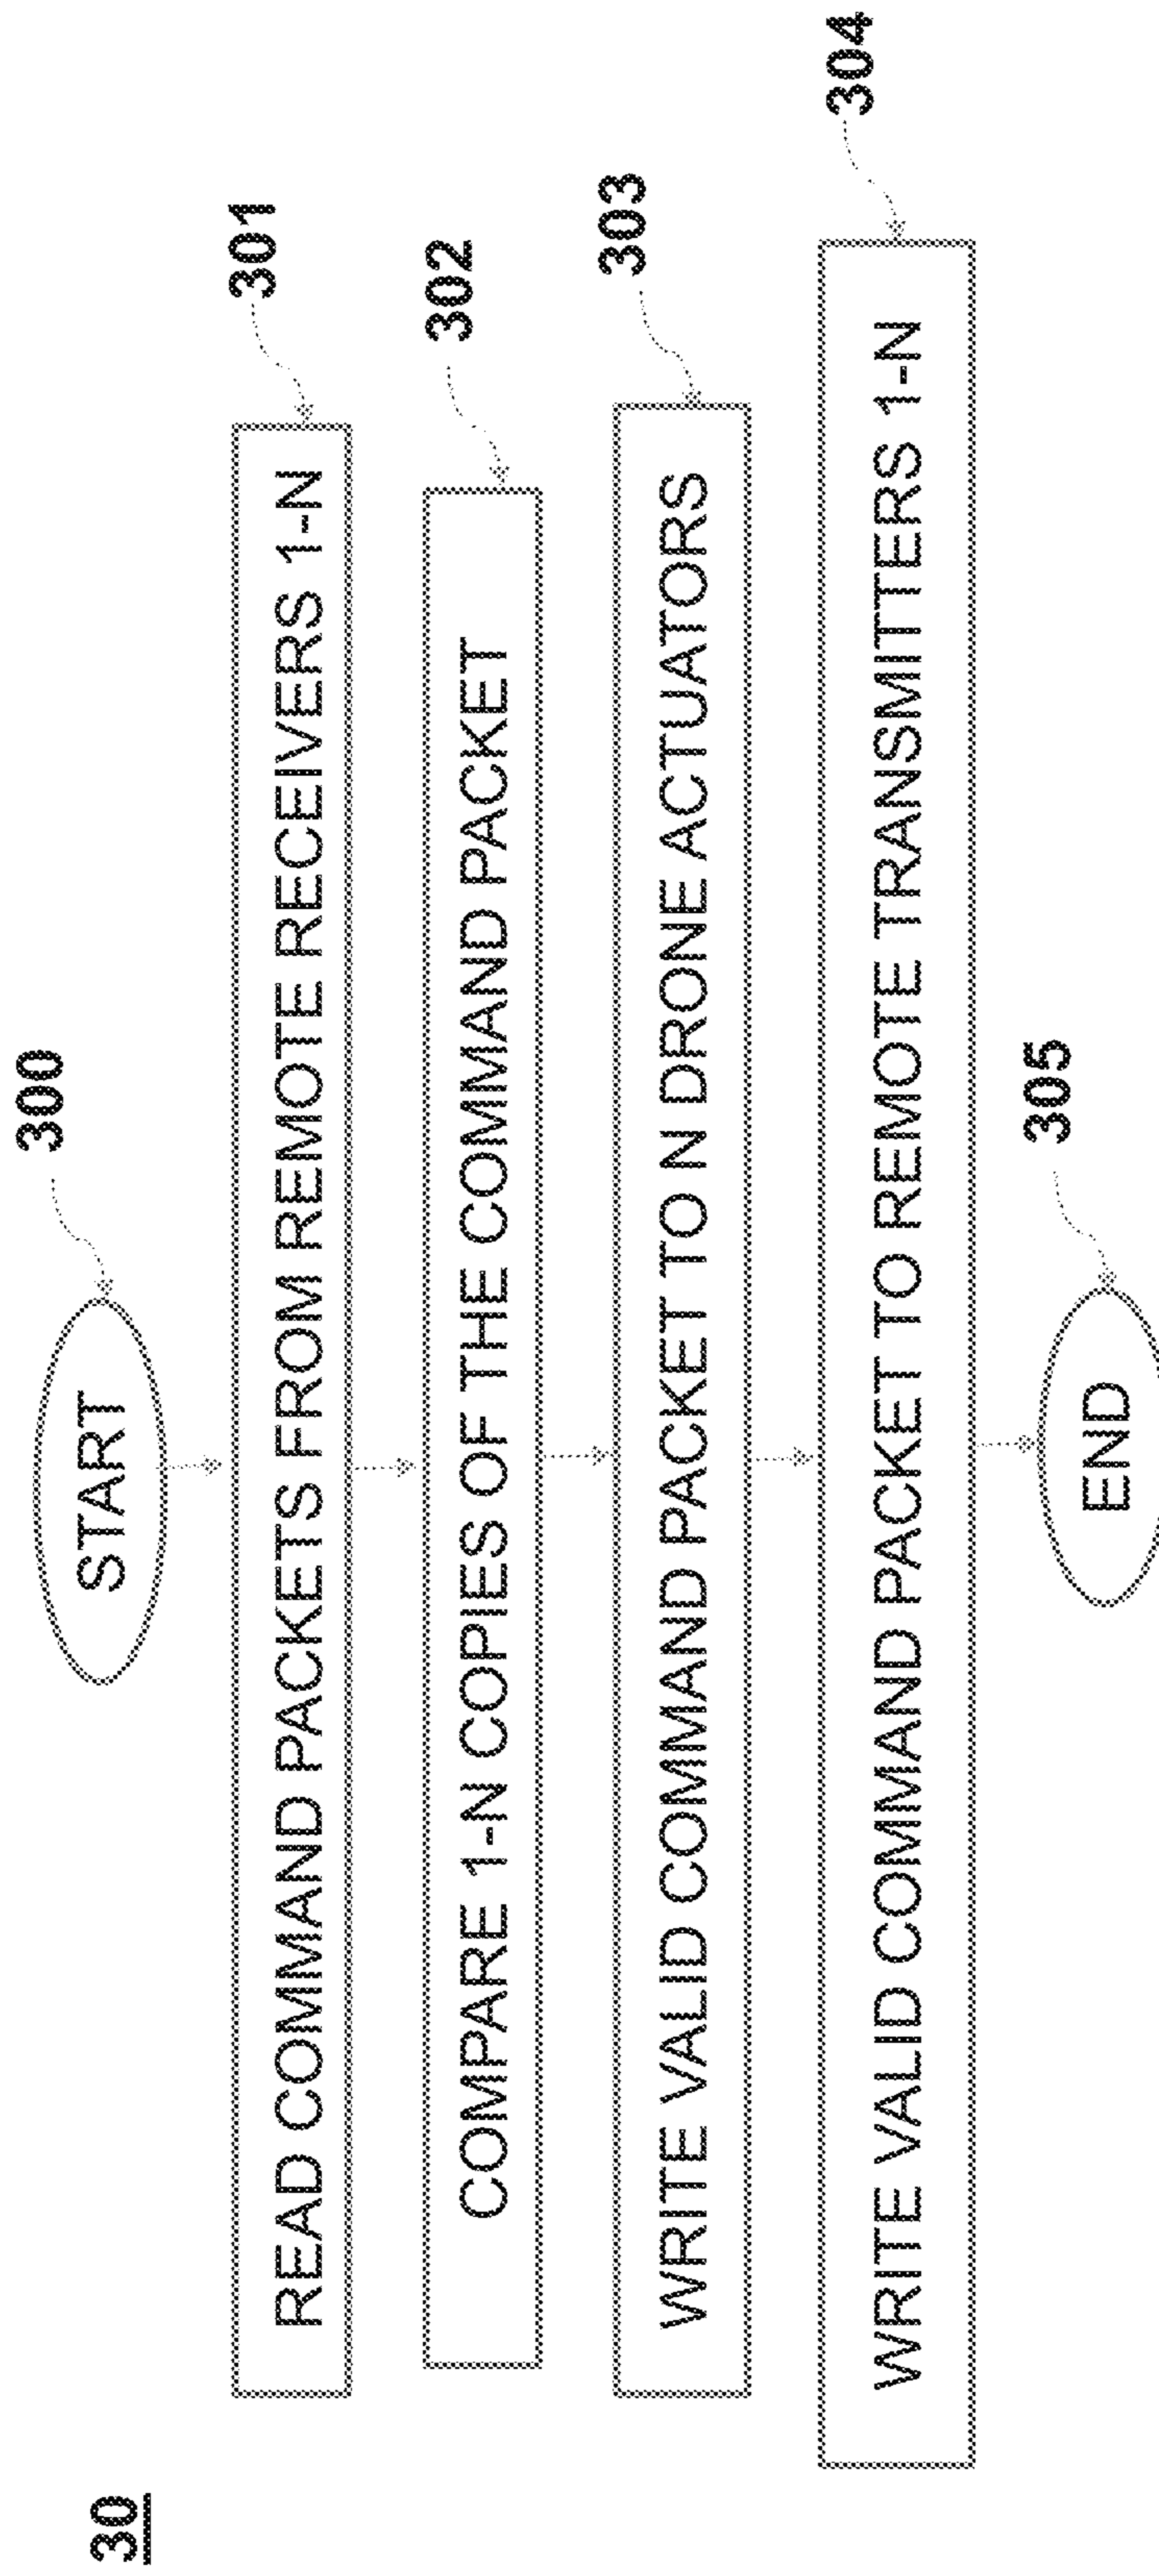 30
START
300
READ COMMAND PACKETS FROM REMOTE RECEIVERS 1-N
301
COMPARE 1-N COPIES OF THE COMMAND PACKET
302
WRITE VALID COMMAND PACKET TO N DRONE ACTUATORS
303
WRITE VALID COMMAND PACKET TO REMOTE TRANSMITTERS 1-N
304
END
305